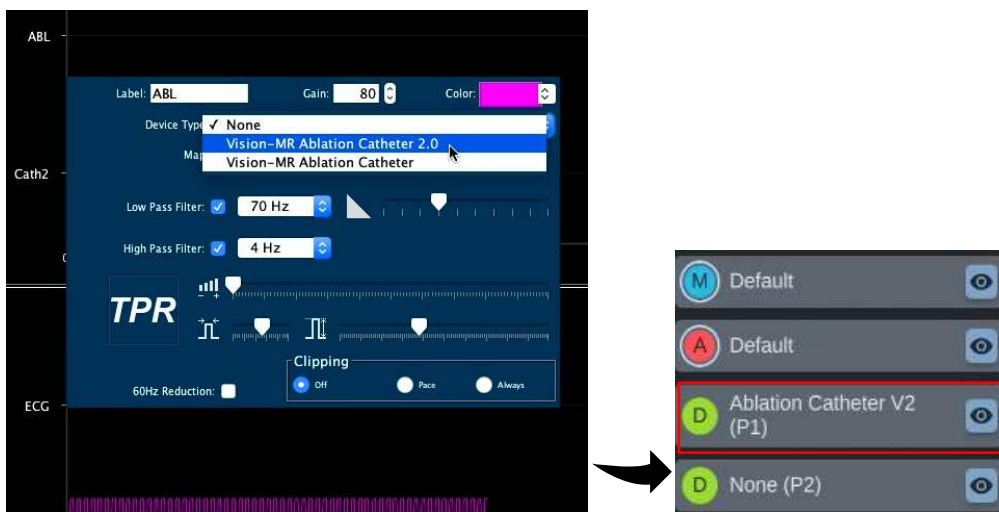 ABL
Label: ABL Gain: 80 Color:
Device Type ✓ None
Vision-MR Ablation Catheter 2.0
Map
Vision-MR Ablation Catheter
Cath2
Low Pass Filter: 70 Hz
High Pass Filter: 4 Hz
TPR
- +
Clipping
Off Pace Always
60Hz Reduction:
ECG
M Default
A Default
D Ablation Catheter V2
(P1)
D None (P2)